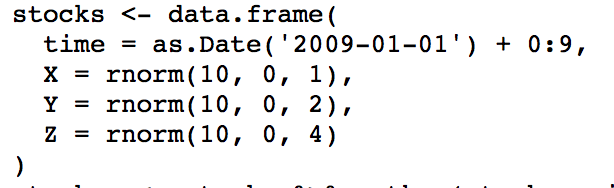 stocks <- data.frame(
  time = as.Date('2009-01-01') + 0:9,
  X = rnorm(10, 0, 1),
  Y = rnorm(10, 0, 2),
  Z = rnorm(10, 0, 4)
)